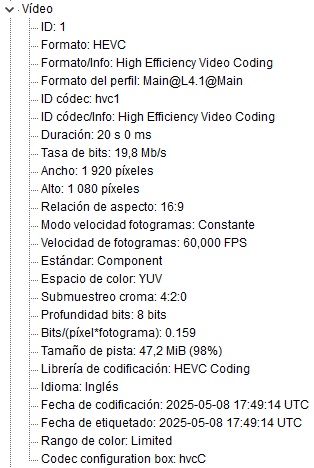 Vídeo
ID: 1
Formato: HEVC
Formato/Info: High Efficiency Video Coding
Formato del perfil: Main@L4.1@Main
ID códec: hvc1
ID códec/Info: High Efficiency Video Coding
Duración: 20 s 0 ms
Tasa de bits: 19,8 Mb/s
Ancho: 1 920 píxeles
Alto: 1 080 píxeles
Relación de aspecto: 16:9
Modo velocidad fotogramas: Constante
Velocidad de fotogramas: 60,000 FPS
Estándar: Component
Espacio de color: YUV
Submuestreo croma: 4:2:0
Profundidad bits: 8 bits
Bits/(píxel*fotograma): 0.159
Tamaño de pista: 47,2 MiB (98%)
Librería de codificación: HEVC Coding
Idioma: Inglés
Fecha de codificación: 2025-05-08 17:49:14 UTC
Fecha de etiquetado: 2025-05-08 17:49:14 UTC
Rango de color: Limited
Codec configuration box: hvcC